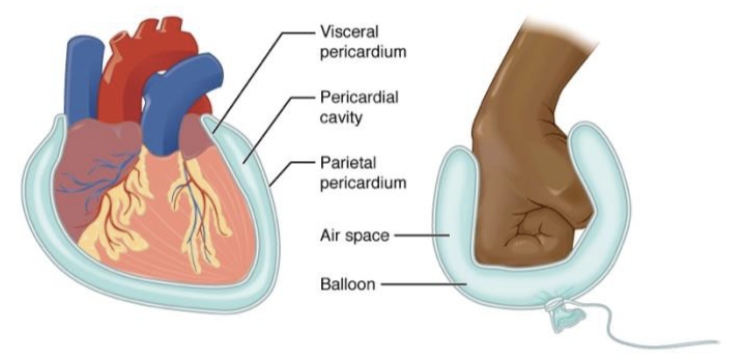 Visceral
pericardium
Pericardial
cavity
Parietal
pericardium
Air space
Balloon